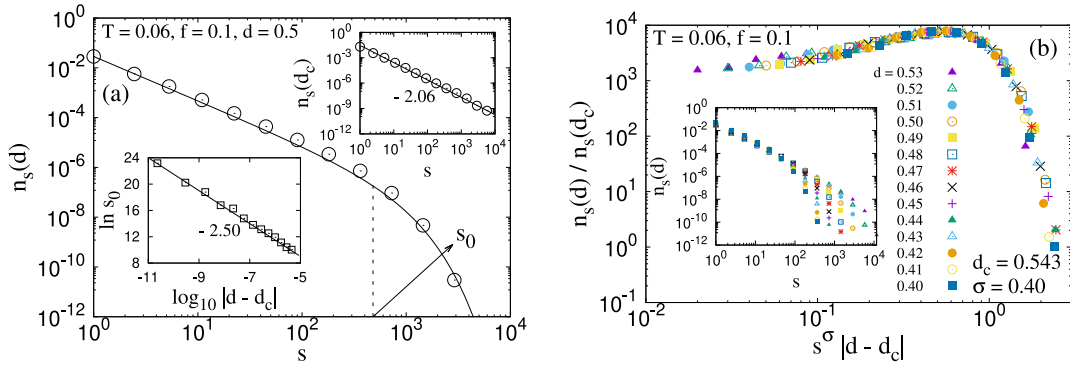 T = 0.06, f = 0.1, d = 0.5
(a)
n_s(d)
10^0
10^-2
10^-4
10^-6
10^-8
10^-10
10^-12
10^0 10^1 10^2 10^3 10^4
s
s_0
n_s(d_c)
10^0
10^-3
10^-6
10^-9
10^-12
10^0 10^1 10^2 10^3 10^4
s
- 2.06
ln s_0
24
20
16
12
8
-11 -9 -7 -5
log_10 |d - d_c|
- 2.50
T = 0.06, f = 0.1
(b)
n_s(d) / n_s(d_c)
10^4
10^3
10^2
10^1
10^0
10^-1
10^-2 10^-1 10^0
s^σ |d - d_c|
d = 0.53
0.52
0.51
0.50
0.49
0.48
0.47
0.46
0.45
0.44
0.43
0.42
0.41
0.40
d_c = 0.543
σ = 0.40
n_s(d)
10^0
10^-2
10^-4
10^-6
10^-8
10^-10
10^-12
10^0 10^1 10^2 10^3 10^4
s